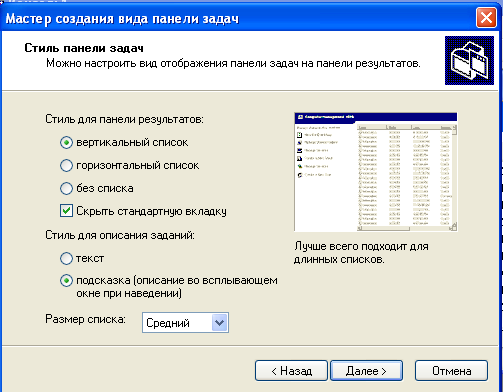 Мастер создания вида панели задач
Стиль панели задач
Можно настроить вид отображения панели задач на панели результатов.
Стиль для панели результатов:
вертикальный список
горизонтальный список
без списка
Скрыть стандартную вкладку
Стиль для описания заданий:
текст
подсказка (описание во всплывающем
окне при наведении)
Размер списка:
Средний
Лучше всего подходит для
длинных списков.
< Назад
Далее >
Отмена